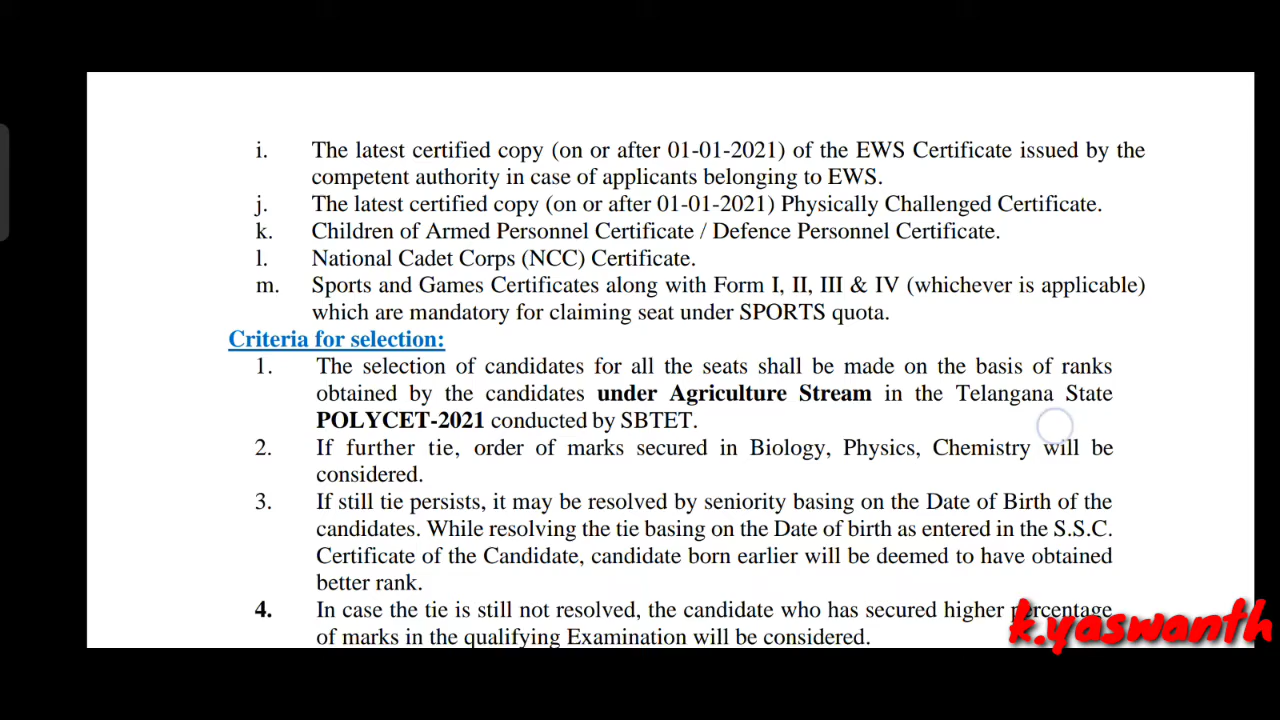 i. The latest certified copy (on or after 01-01-2021) of the EWS Certificate issued by the
competent authority in case of applicants belonging to EWS.
j. The latest certified copy (on or after 01-01-2021) Physically Challenged Certificate.
k. Children of Armed Personnel Certificate / Defence Personnel Certificate.
l. National Cadet Corps (NCC) Certificate.
m. Sports and Games Certificates along with Form I, II, III & IV (whichever is applicable)
which are mandatory for claiming seat under SPORTS quota.
Criteria for selection:
1. The selection of candidates for all the seats shall be made on the basis of ranks
obtained by the candidates under Agriculture Stream in the Telangana State
POLYCET-2021 conducted by SBTET.
2. If further tie, order of marks secured in Biology, Physics, Chemistry will be
considered.
3. If still tie persists, it may be resolved by seniority basing on the Date of Birth of the
candidates. While resolving the tie basing on the Date of birth as entered in the S.S.C.
Certificate of the Candidate, candidate born earlier will be deemed to have obtained
better rank.
4. In case the tie is still not resolved, the candidate who has secured higher percentage
of marks in the qualifying Examination will be considered.
k.yaswanth